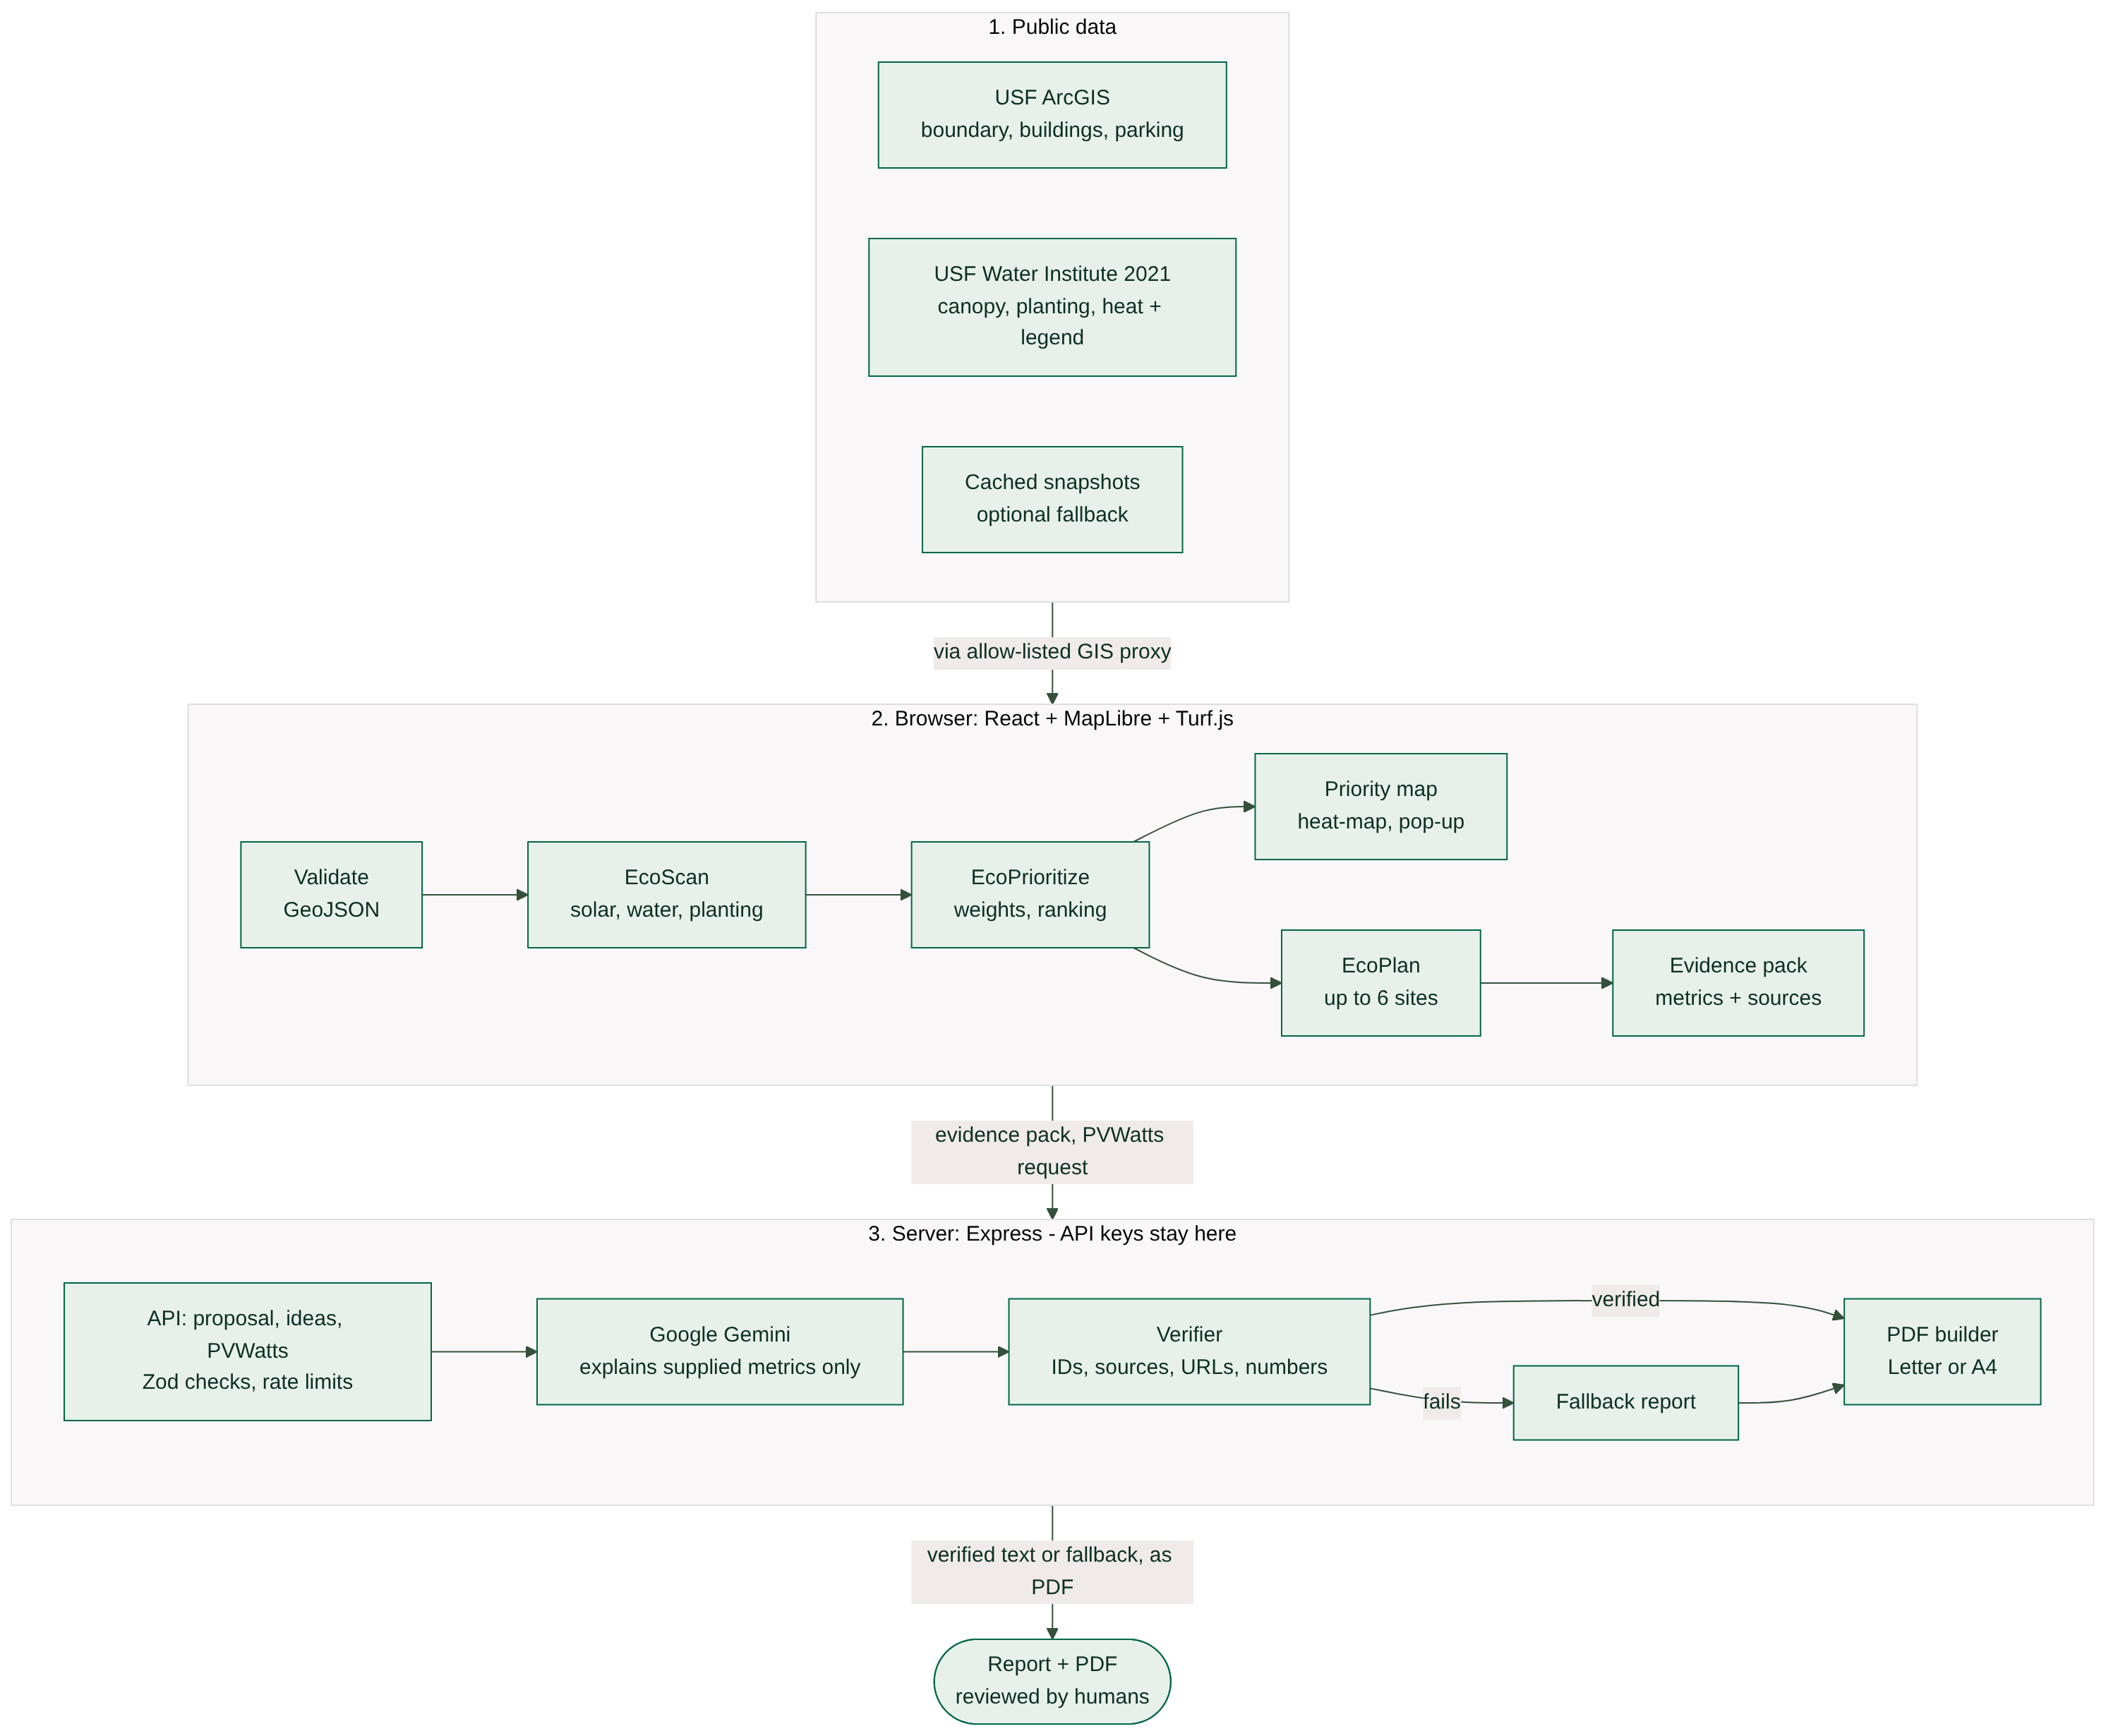 1. Public data
USF ArcGIS
boundary, buildings, parking
USF Water Institute 2021
canopy, planting, heat +
legend
Cached snapshots
optional fallback
via allow-listed GIS proxy
2. Browser: React + MapLibre + Turf.js
Validate
GeoJSON
EcoScan
solar, water, planting
EcoPrioritize
weights, ranking
Priority map
heat-map, pop-up
EcoPlan
up to 6 sites
Evidence pack
metrics + sources
evidence pack, PVWatts
request
3. Server: Express - API keys stay here
API: proposal, ideas,
PVWatts
Zod checks, rate limits
Google Gemini
explains supplied metrics only
Verifier
IDs, sources, URLs, numbers
verified
fails
Fallback report
PDF builder
Letter or A4
verified text or fallback, as
PDF
Report + PDF
reviewed by humans